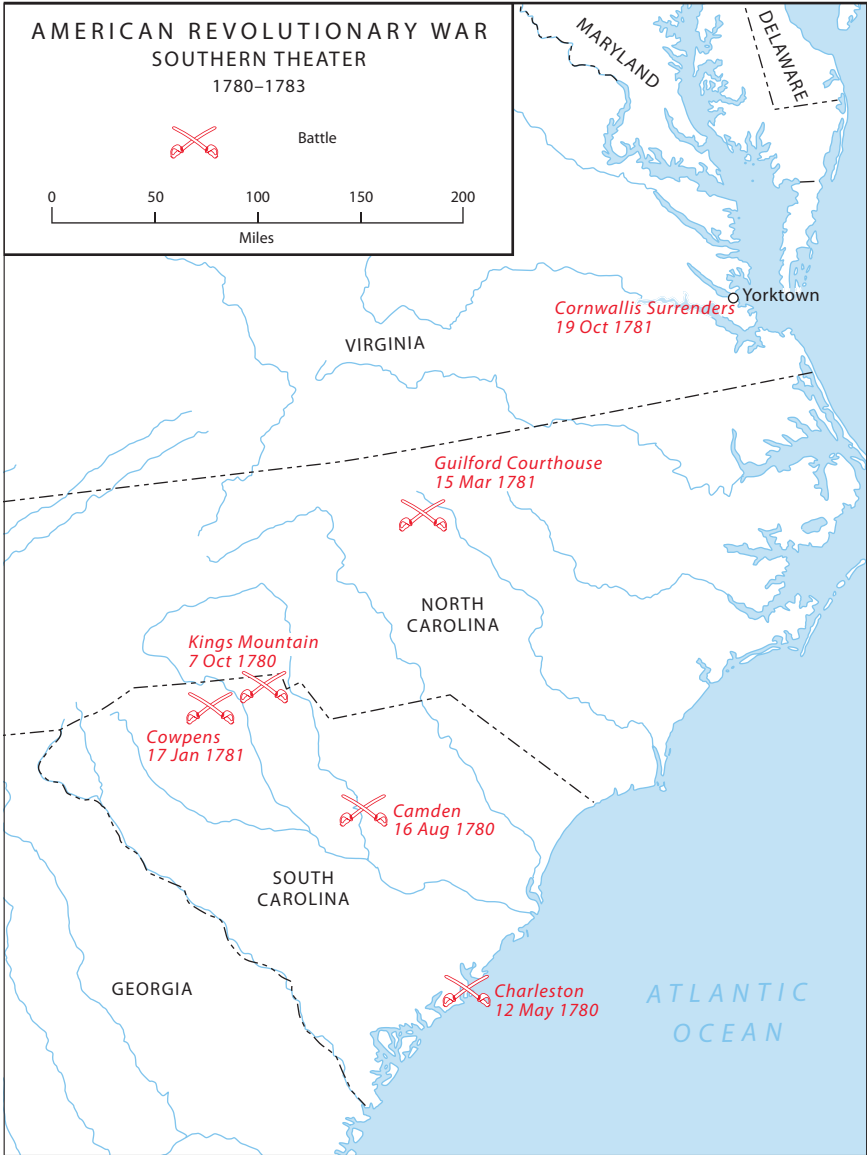 AMERICAN REVOLUTIONARY WAR
SOUTHERN THEATER
1780–1783
Battle
0 50 100 150 200
Miles
MARYLAND
DELAWARE
Yorktown
Cornwallis Surrenders
19 Oct 1781
VIRGINIA
Guilford Courthouse
15 Mar 1781
NORTH
CAROLINA
Kings Mountain
7 Oct 1780
Cowpens
17 Jan 1781
Camden
16 Aug 1780
SOUTH
CAROLINA
GEORGIA
Charleston
12 May 1780
ATLANTIC
OCEAN